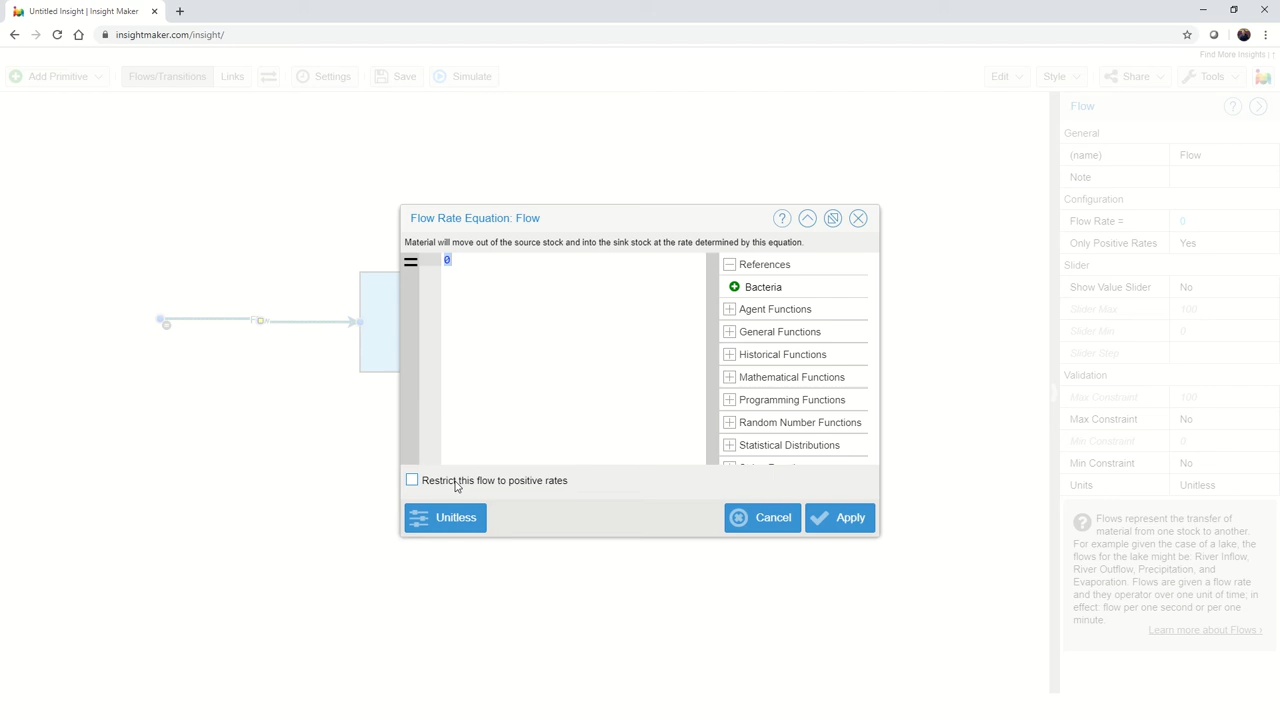 Untitled Insight | Insight Maker
insightmaker.com/insight/
Find More Insights | ↑
Add Primitive
Flows/Transitions
Links
Settings
Save
Simulate
Edit
Style
Share
Tools
Flow
General
(name) Flow
Note
Configuration
Flow Rate = 0
Only Positive Rates Yes
Slider
Show Value Slider No
Slider Max 100
Slider Min 0
Slider Step
Validation
Max Constraint 100
Max Constraint No
Min Constraint 0
Min Constraint No
Units Unitless
Flows represent the transfer of
material from one stock to another.
For example given the case of a lake, the
flows for the lake might be: River Inflow,
River Outflow, Precipitation, and
Evaporation. Flows are given a flow rate
and they operator over one unit of time; in
effect: flow per one second or per one
minute.
Learn more about Flows ›
Flow Rate Equation: Flow
Material will move out of the source stock and into the sink stock at the rate determined by this equation.
0
References
Bacteria
Agent Functions
General Functions
Historical Functions
Mathematical Functions
Programming Functions
Random Number Functions
Statistical Distributions
Restrict this flow to positive rates
Unitless
Cancel
Apply